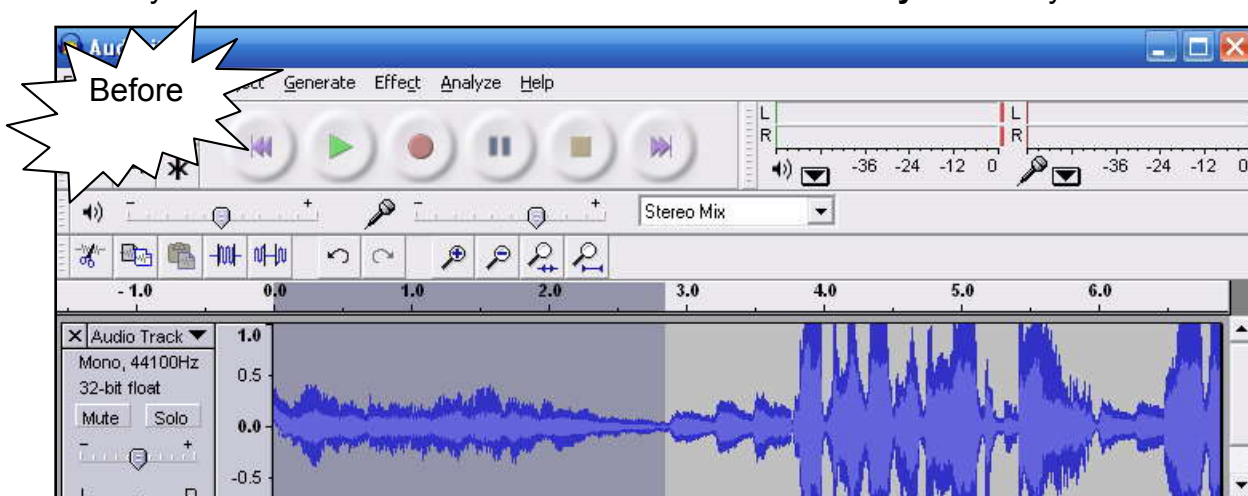 Before
Generate Effect Analyze Help
L
R
-36 -24 -12 0
L
R
-36 -24 -12 0
- +
- +
Stereo Mix
- 1.0 0.0 1.0 2.0 3.0 4.0 5.0 6.0
Audio Track
Mono, 44100Hz
32-bit float
Mute Solo
- +
1.0
0.5
0.0
-0.5